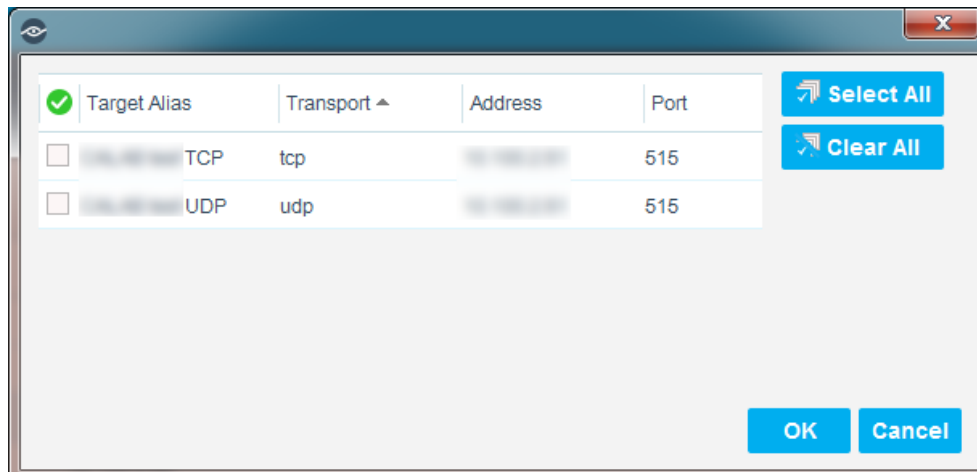 X
Target Alias Transport Address Port
TCP tcp 515
UDP udp 515
Select All
Clear All
OK Cancel